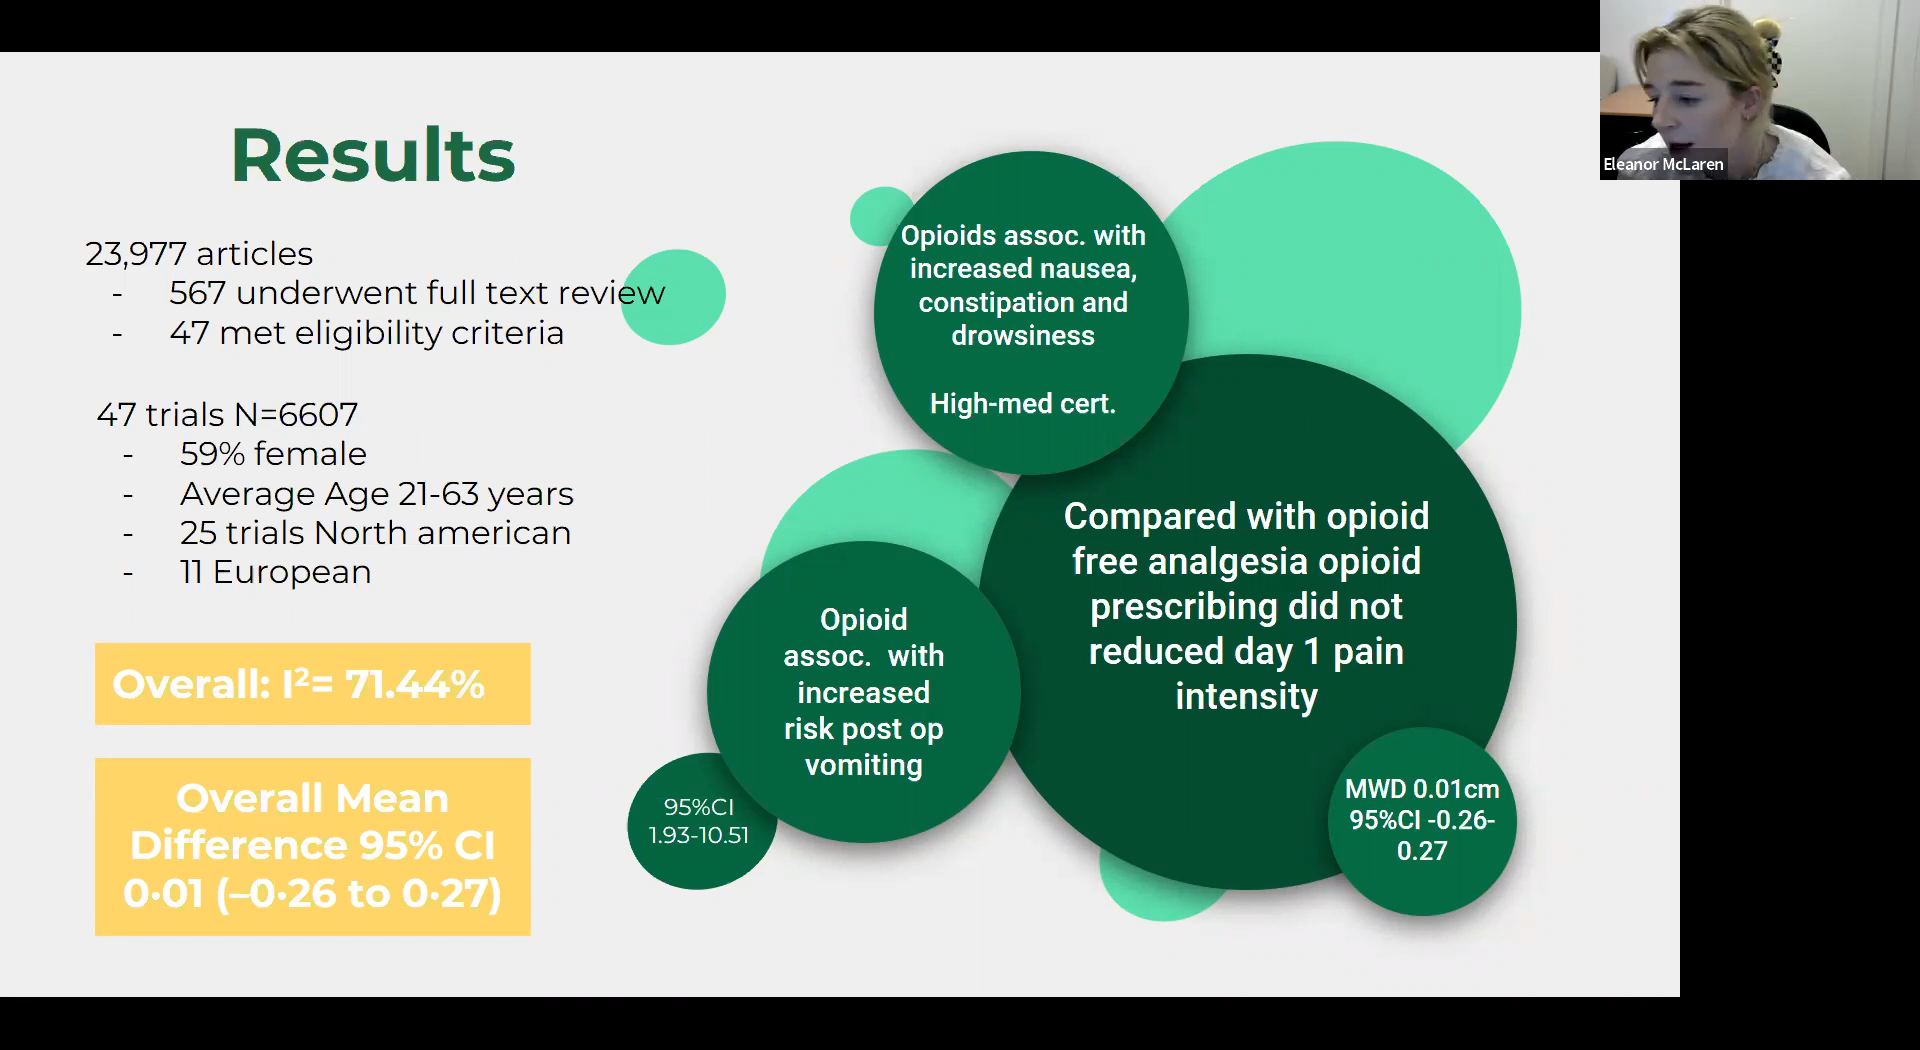 Eleanor McLaren
Results
23,977 articles
- 567 underwent full text review
- 47 met eligibility criteria
47 trials N=6607
- 59% female
- Average Age 21-63 years
- 25 trials North american
- 11 European
Overall: I²= 71.44%
Overall Mean
Difference 95% CI
0·01 (–0·26 to 0·27)
Opioids assoc. with
increased nausea,
constipation and
drowsiness
High-med cert.
Compared with opioid
free analgesia opioid
prescribing did not
reduced day 1 pain
intensity
MWD 0.01cm
95%CI -0.26-
0.27
Opioid
assoc.  with
increased
risk post op
vomiting
95%CI
1.93-10.51